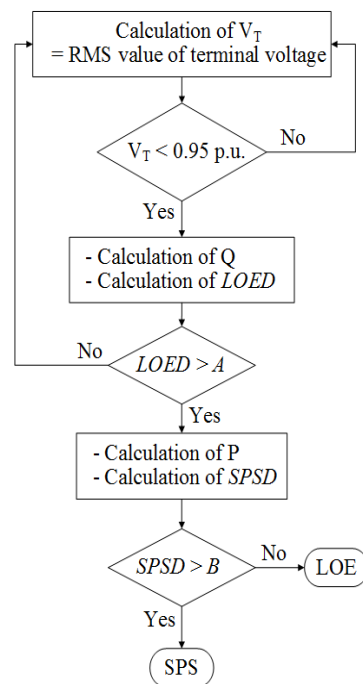 Calculation of V_T
= RMS value of terminal voltage
V_T < 0.95 p.u.
No
Yes
- Calculation of Q
- Calculation of LOED
No
LOED > A
Yes
- Calculation of P
- Calculation of SPSD
SPSD > B
No
LOE
Yes
SPS